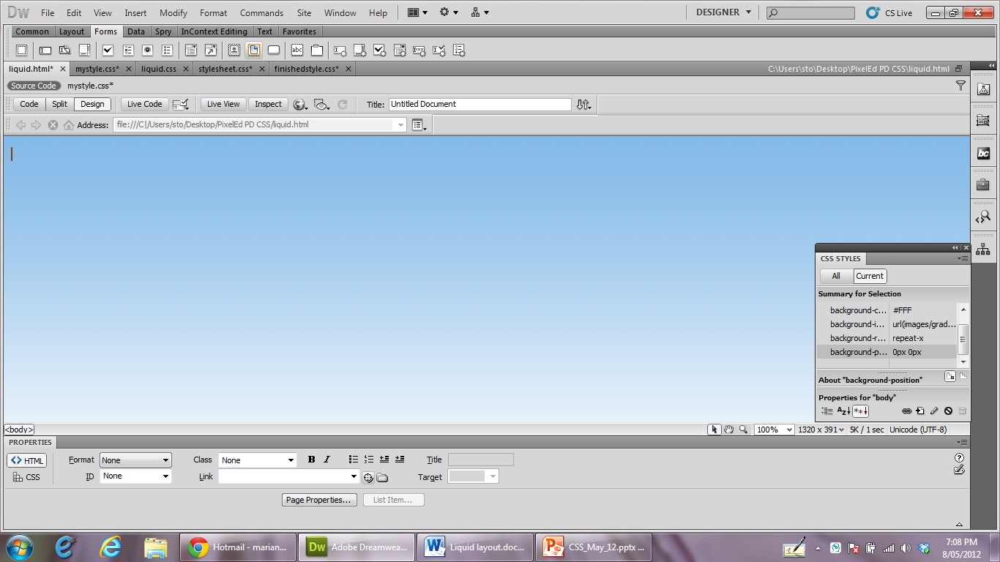 Dw File Edit View Insert Modify Format Commands Site Window Help DESIGNER CS Live
Common Layout Forms Data Spry InContext Editing Text Favorites
liquid.html* mystyle.css* liquid.css stylesheet.css* finishedstyle.css* C:\Users\sto\Desktop\PixelEd PD CSS\liquid.html
Source Code mystyle.css*
Code Split Design Live Code Live View Inspect Title: Untitled Document
Address: file:///C|/Users/sto/Desktop/PixelEd PD CSS/liquid.html
bc
CSS STYLES
All Current
Summary for Selection
background-c... #FFF
background-i... url(images/grad...
background-r... repeat-x
background-p... 0px 0px
About "background-position"
Properties for "body"
<body> 100% 1320 x 391 5K / 1 sec Unicode (UTF-8)
PROPERTIES
HTML Format None Class None B I Title
CSS ID None Link Target
Page Properties... List Item...
Hotmail - marian... Dw Adobe Dreamwea... Liquid layout.doc... CSS_May_12.pptx ... 7:08 PM
8/05/2012